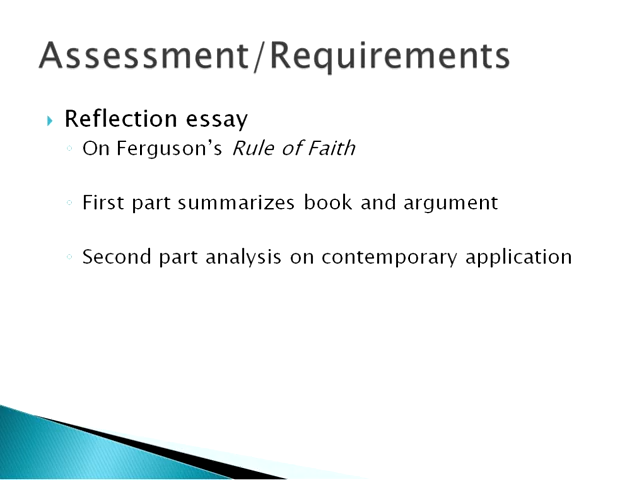 Assessment/Requirements
Reflection essay
On Ferguson's Rule of Faith
First part summarizes book and argument
Second part analysis on contemporary application